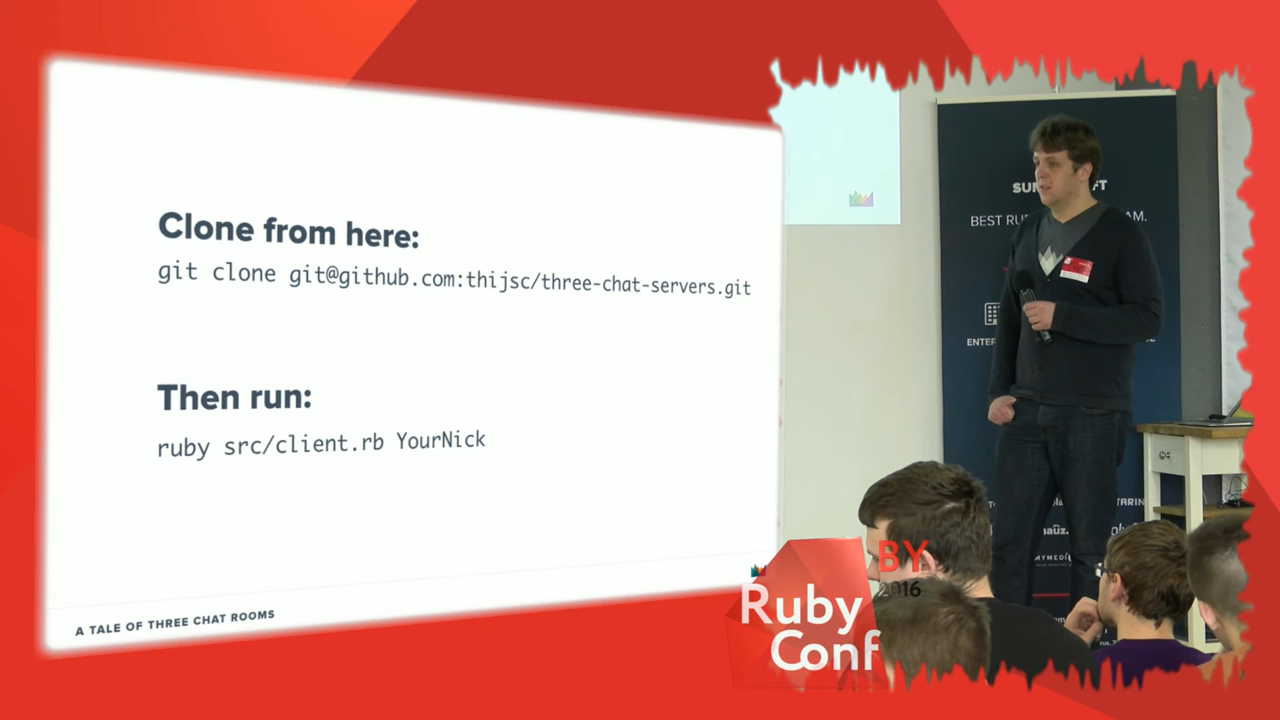 Clone from here:
git clone git@github.com:thijsc/three-chat-servers.git
Then run:
ruby src/client.rb YourNick
A TALE OF THREE CHAT ROOMS
BEST
BY
2016
Ruby
Conf